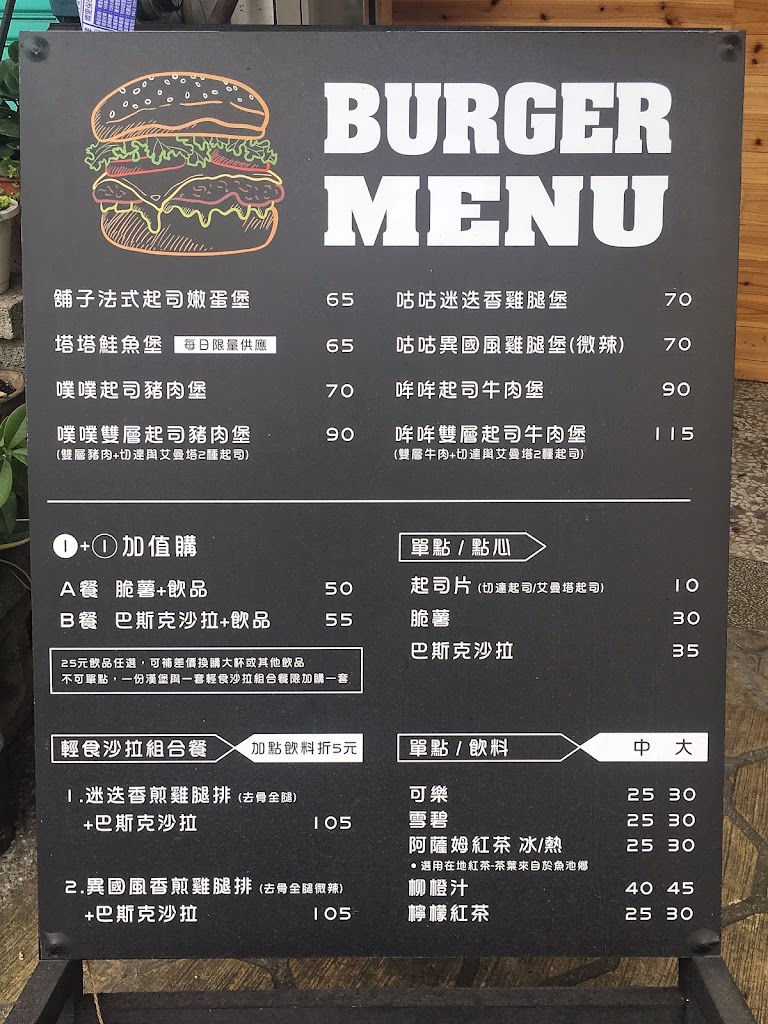 BURGER
MENU
舖子法式起司嫩蛋堡 65
塔塔鮭魚堡 每日限量供應 65
噗噗起司豬肉堡 70
噗噗雙層起司豬肉堡 90
(雙層豬肉+切達與艾曼塔2種起司)
咕咕迷迭香雞腿堡 70
咕咕異國風雞腿堡(微辣) 70
哞哞起司牛肉堡 90
哞哞雙層起司牛肉堡 115
(雙層牛肉+切達與艾曼塔2種起司)
1+1加值購
A餐 脆薯+飲品 50
B餐 巴斯克沙拉+飲品 55
25元飲品任選,可補差價換購大杯或其他飲品
不可單點,一份漢堡與一套輕食沙拉組合餐限加購一套
單點/點心
起司片(切達起司/艾曼塔起司) 10
脆薯 30
巴斯克沙拉 35
輕食沙拉組合餐 加點飲料折5元
1.迷迭香煎雞腿排(去骨全腿)
+巴斯克沙拉 105
2.異國風香煎雞腿排(去骨全腿微辣)
+巴斯克沙拉 105
單點/飲料 中 大
可樂 25 30
雪碧 25 30
阿薩姆紅茶 冰/熱 25 30
•選用在地紅茶-茶葉來自於魚池鄉
柳橙汁 40 45
檸檬紅茶 25 30